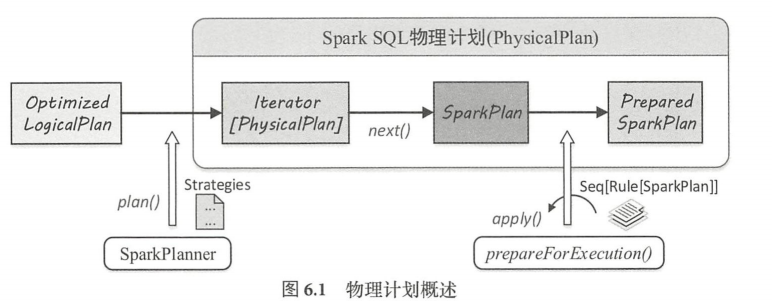 Spark SQL物理计划(PhysicalPlan)
Optimized
LogicalPlan
Iterator
[PhysicalPlan]
next()
SparkPlan
Prepared
SparkPlan
plan()
Strategies
...
...
SparkPlanner
Seq[Rule[SparkPlan]]
apply()
prepareForExecution()
图 6.1 物理计划概述